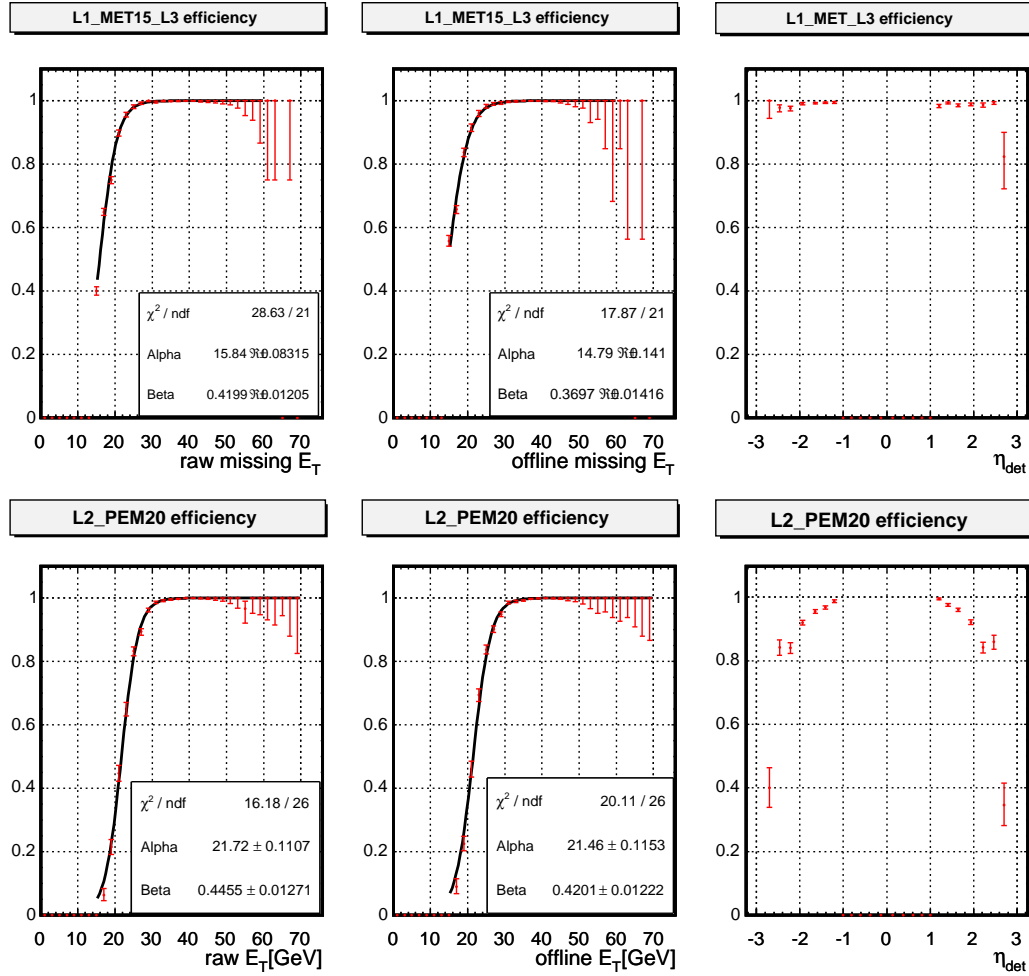 L1_MET15_L3 efficiency
1
0.8
0.6
0.4
0.2
0
0 10 20 30 40 50 60 70
raw missing E_T
χ² / ndf 28.63 / 21
Alpha 15.84 ℜ±0.08315
Beta 0.4199 ℜ±0.01205
L1_MET15_L3 efficiency
1
0.8
0.6
0.4
0.2
0
0 10 20 30 40 50 60 70
offline missing E_T
χ² / ndf 17.87 / 21
Alpha 14.79 ℜ±0.141
Beta 0.3697 ℜ±0.01416
L1_MET_L3 efficiency
1
0.8
0.6
0.4
0.2
0
-3 -2 -1 0 1 2 3
η_det
L2_PEM20 efficiency
1
0.8
0.6
0.4
0.2
0
0 10 20 30 40 50 60 70
raw E_T[GeV]
χ² / ndf 16.18 / 26
Alpha 21.72 ± 0.1107
Beta 0.4455 ± 0.01271
L2_PEM20 efficiency
1
0.8
0.6
0.4
0.2
0
0 10 20 30 40 50 60 70
offline E_T[GeV]
χ² / ndf 20.11 / 26
Alpha 21.46 ± 0.1153
Beta 0.4201 ± 0.01222
L2_PEM20 efficiency
1
0.8
0.6
0.4
0.2
0
-3 -2 -1 0 1 2 3
η_det